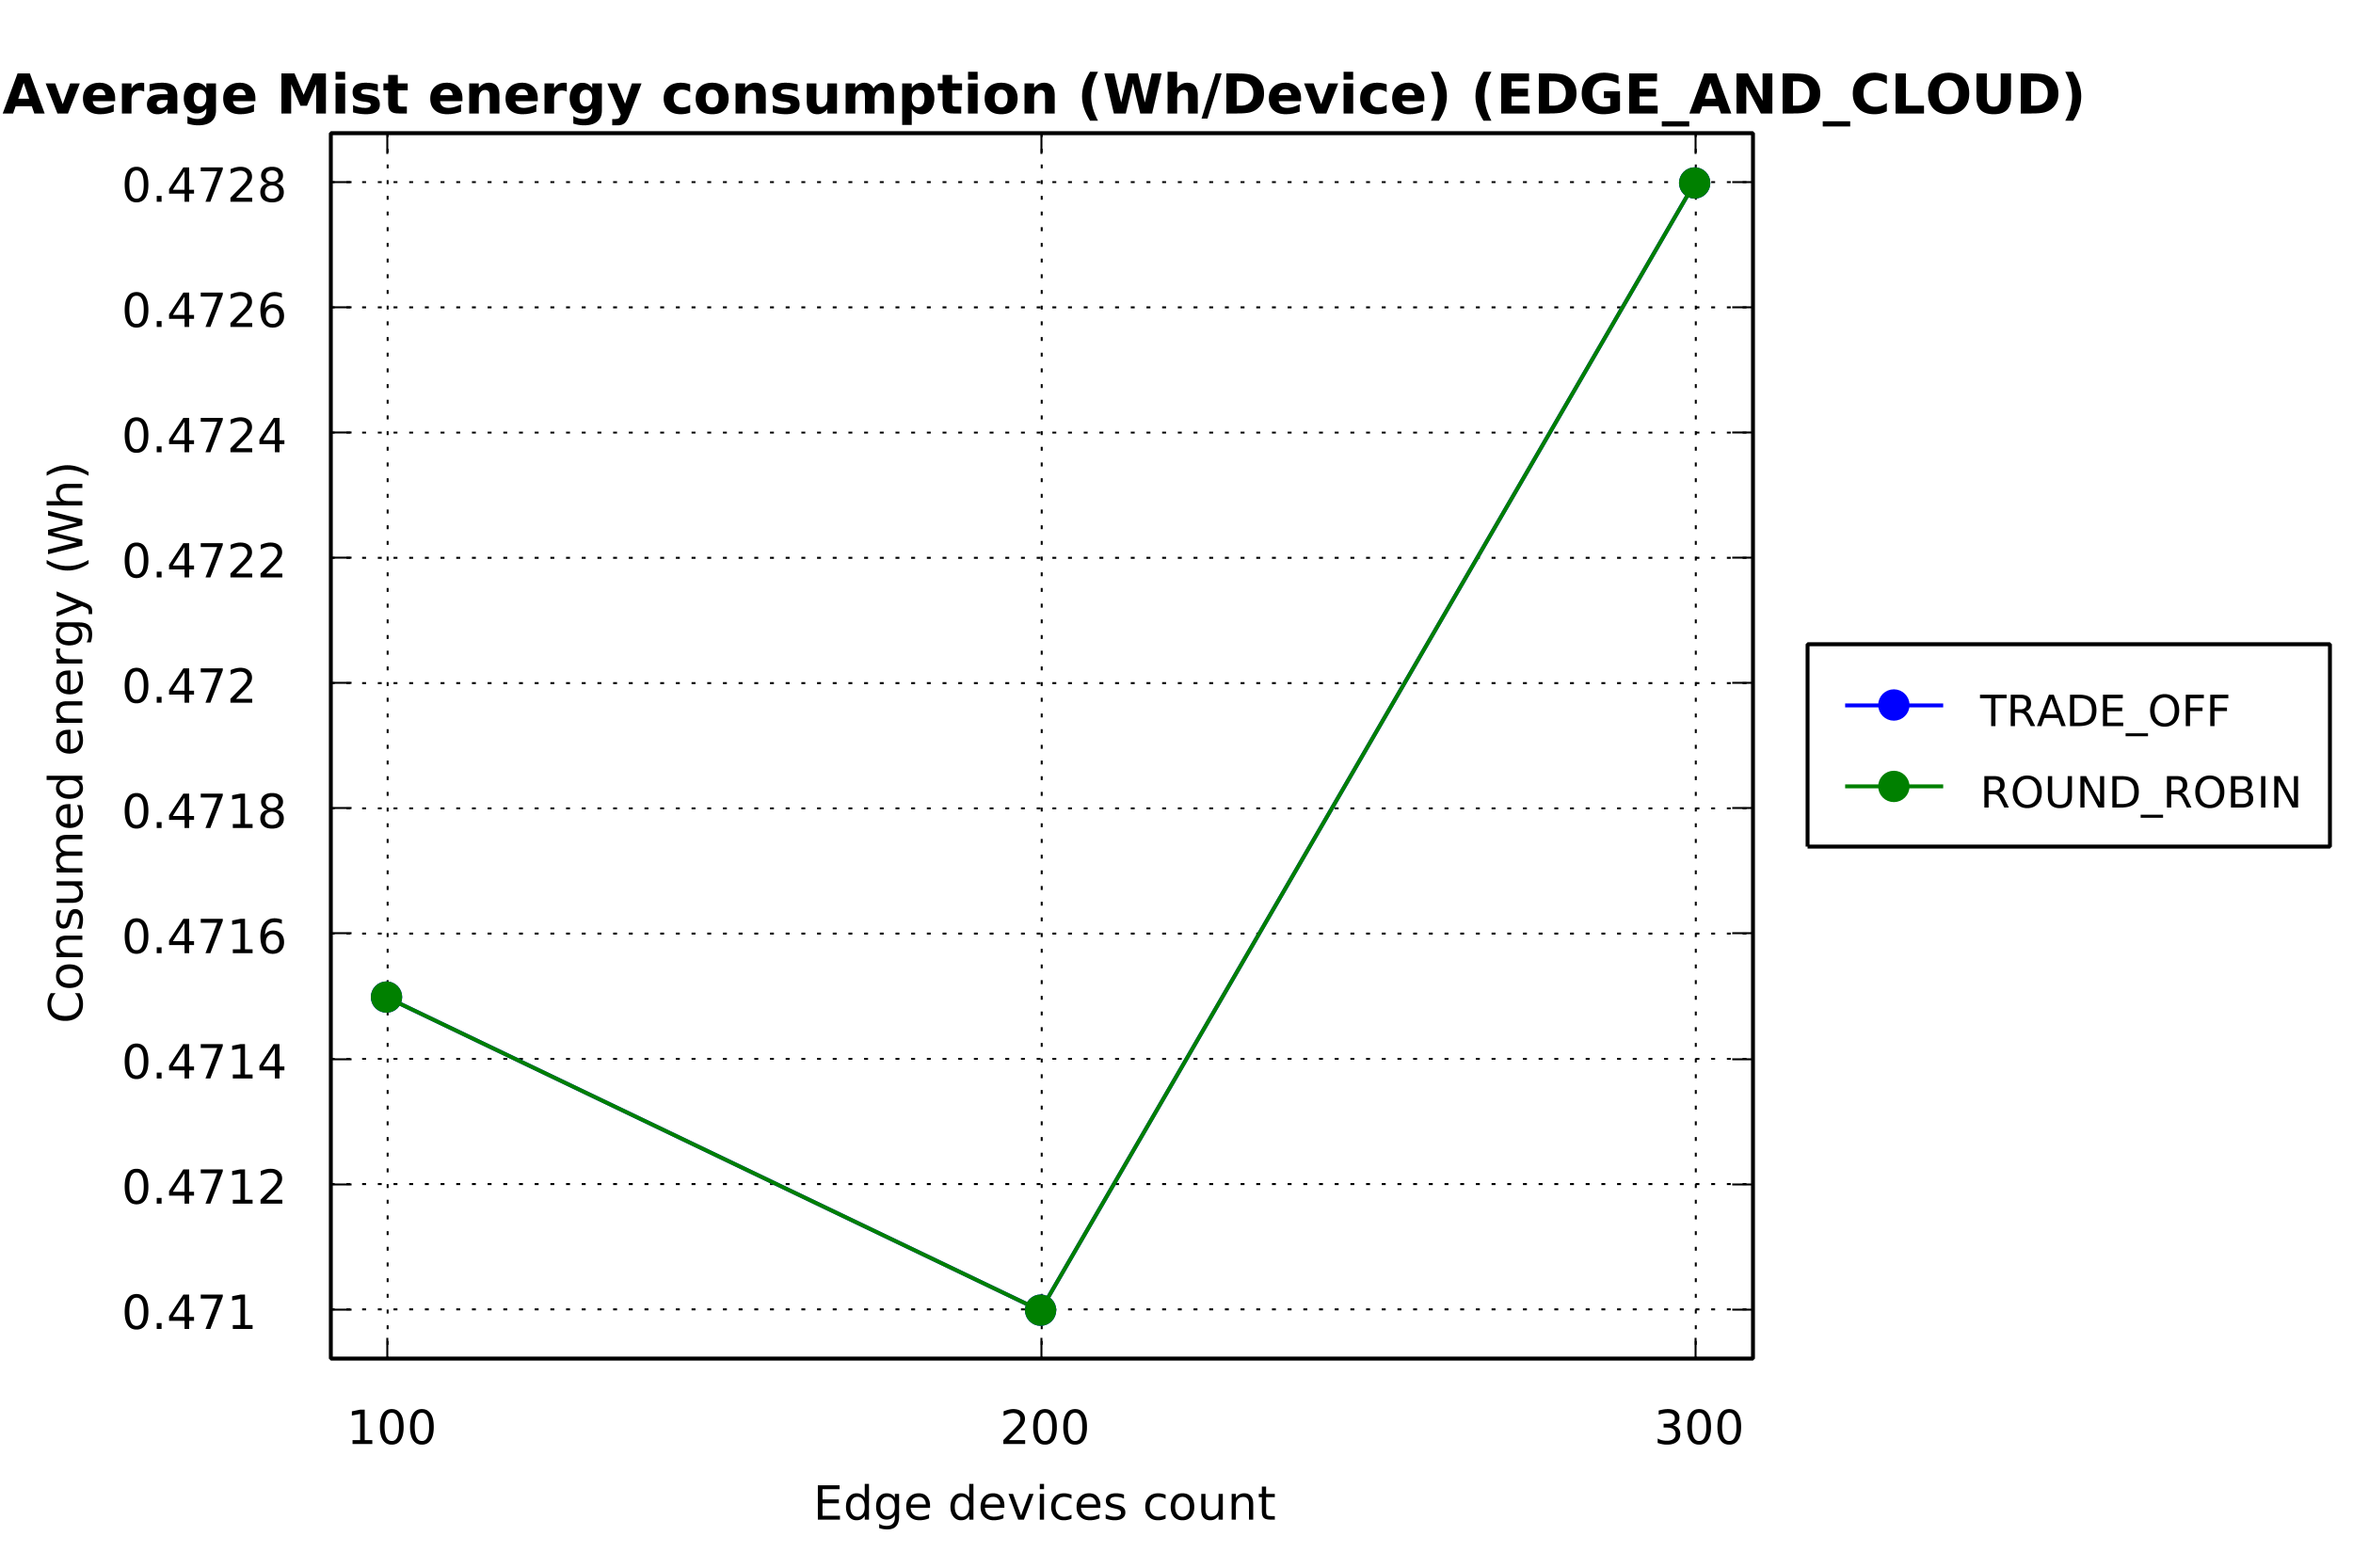 Average Mist energy consumption (Wh/Device) (EDGE_AND_CLOUD)
0.4728
0.4726
0.4724
0.4722
0.472
0.4718
0.4716
0.4714
0.4712
0.471
Consumed energy (Wh)
100 200 300
Edge devices count
TRADE_OFF
ROUND_ROBIN